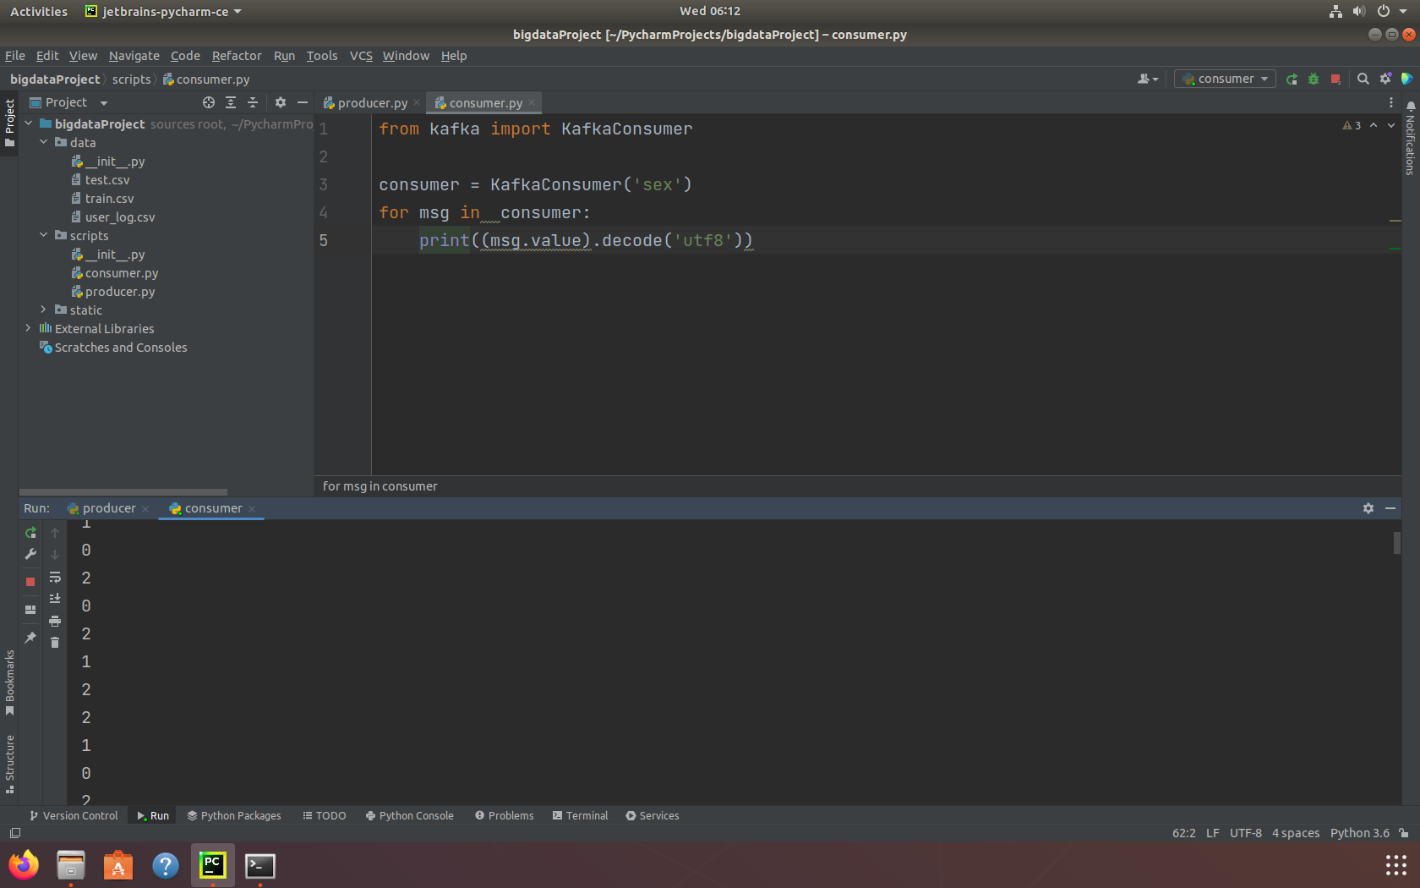 Activities jetbrains-pycharm-ce Wed 06:12
bigdataProject [~/PycharmProjects/bigdataProject] – consumer.py
File Edit View Navigate Code Refactor Run Tools VCS Window Help
bigdataProject scripts consumer.py consumer
Project
Project
producer.py consumer.py
Notifications
bigdataProject sources root, ~/PycharmPro
data
__init__.py
test.csv
train.csv
user_log.csv
scripts
__init__.py
consumer.py
producer.py
static
External Libraries
Scratches and Consoles
1 from kafka import KafkaConsumer
3
2
3 consumer = KafkaConsumer('sex')
4 for msg in  consumer:
5 print((msg.value).decode('utf8'))
for msg in consumer
Run: producer consumer
1
0
2
0
2
1
2
2
1
0
2
Bookmarks
Structure
Version Control Run Python Packages TODO Python Console Problems Terminal Services
62:2 LF UTF-8 4 spaces Python 3.6
PC